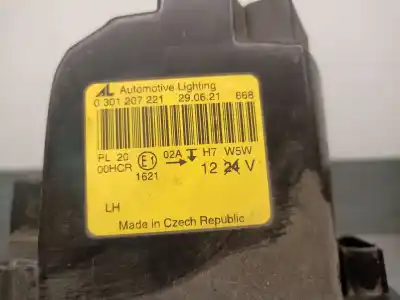 AL Automotive Lighting
0 301 207 221 29.06.21 668
PL 20 E1 02A H7 W5W
00HCR 1621 12 24 V
LH
Made in Czech Republic